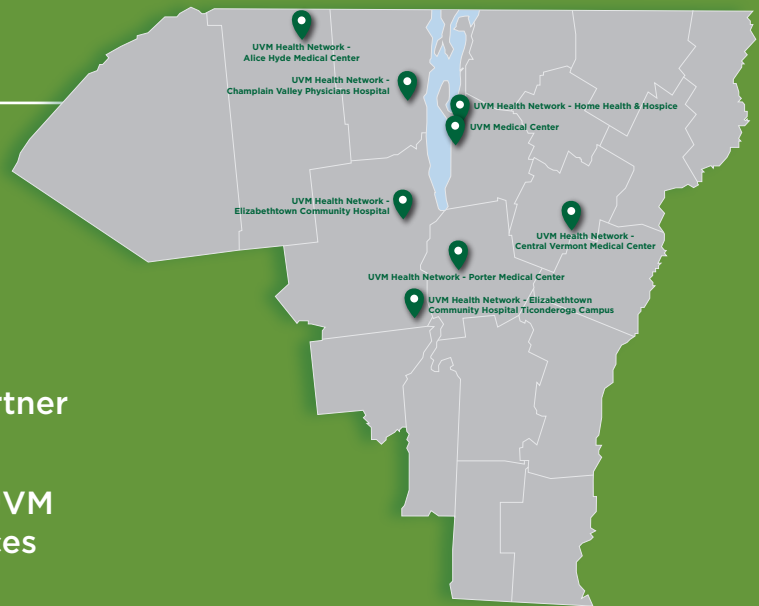 UVM Health Network -
Alice Hyde Medical Center
UVM Health Network -
Champlain Valley Physicians Hospital
UVM Health Network - Home Health & Hospice
UVM Medical Center
UVM Health Network -
Elizabethtown Community Hospital
UVM Health Network -
Central Vermont Medical Center
UVM Health Network - Porter Medical Center
UVM Health Network - Elizabethtown
Community Hospital Ticonderoga Campus
VM